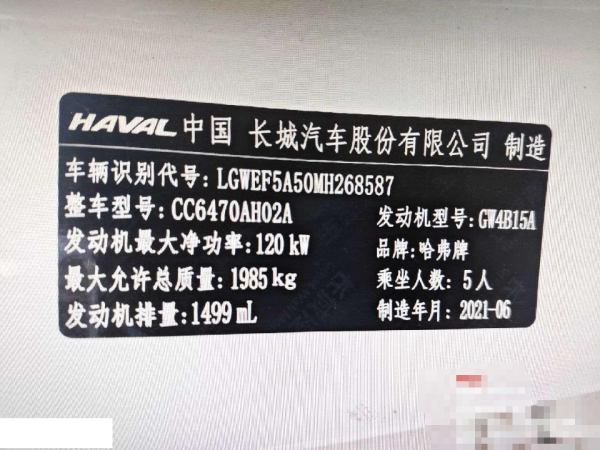 HAVAL 中国 长城汽车股份有限公司 制造
车辆识别代号: LGWEF5A50MH268587
整车型号: CC6470AH02A
发动机型号: GW4B15A
发动机最大净功率: 120 kW
品牌: 哈弗牌
最大允许总质量: 1985 kg
乘坐人数: 5 人
发动机排量: 1499 mL
制造年月: 2021-06